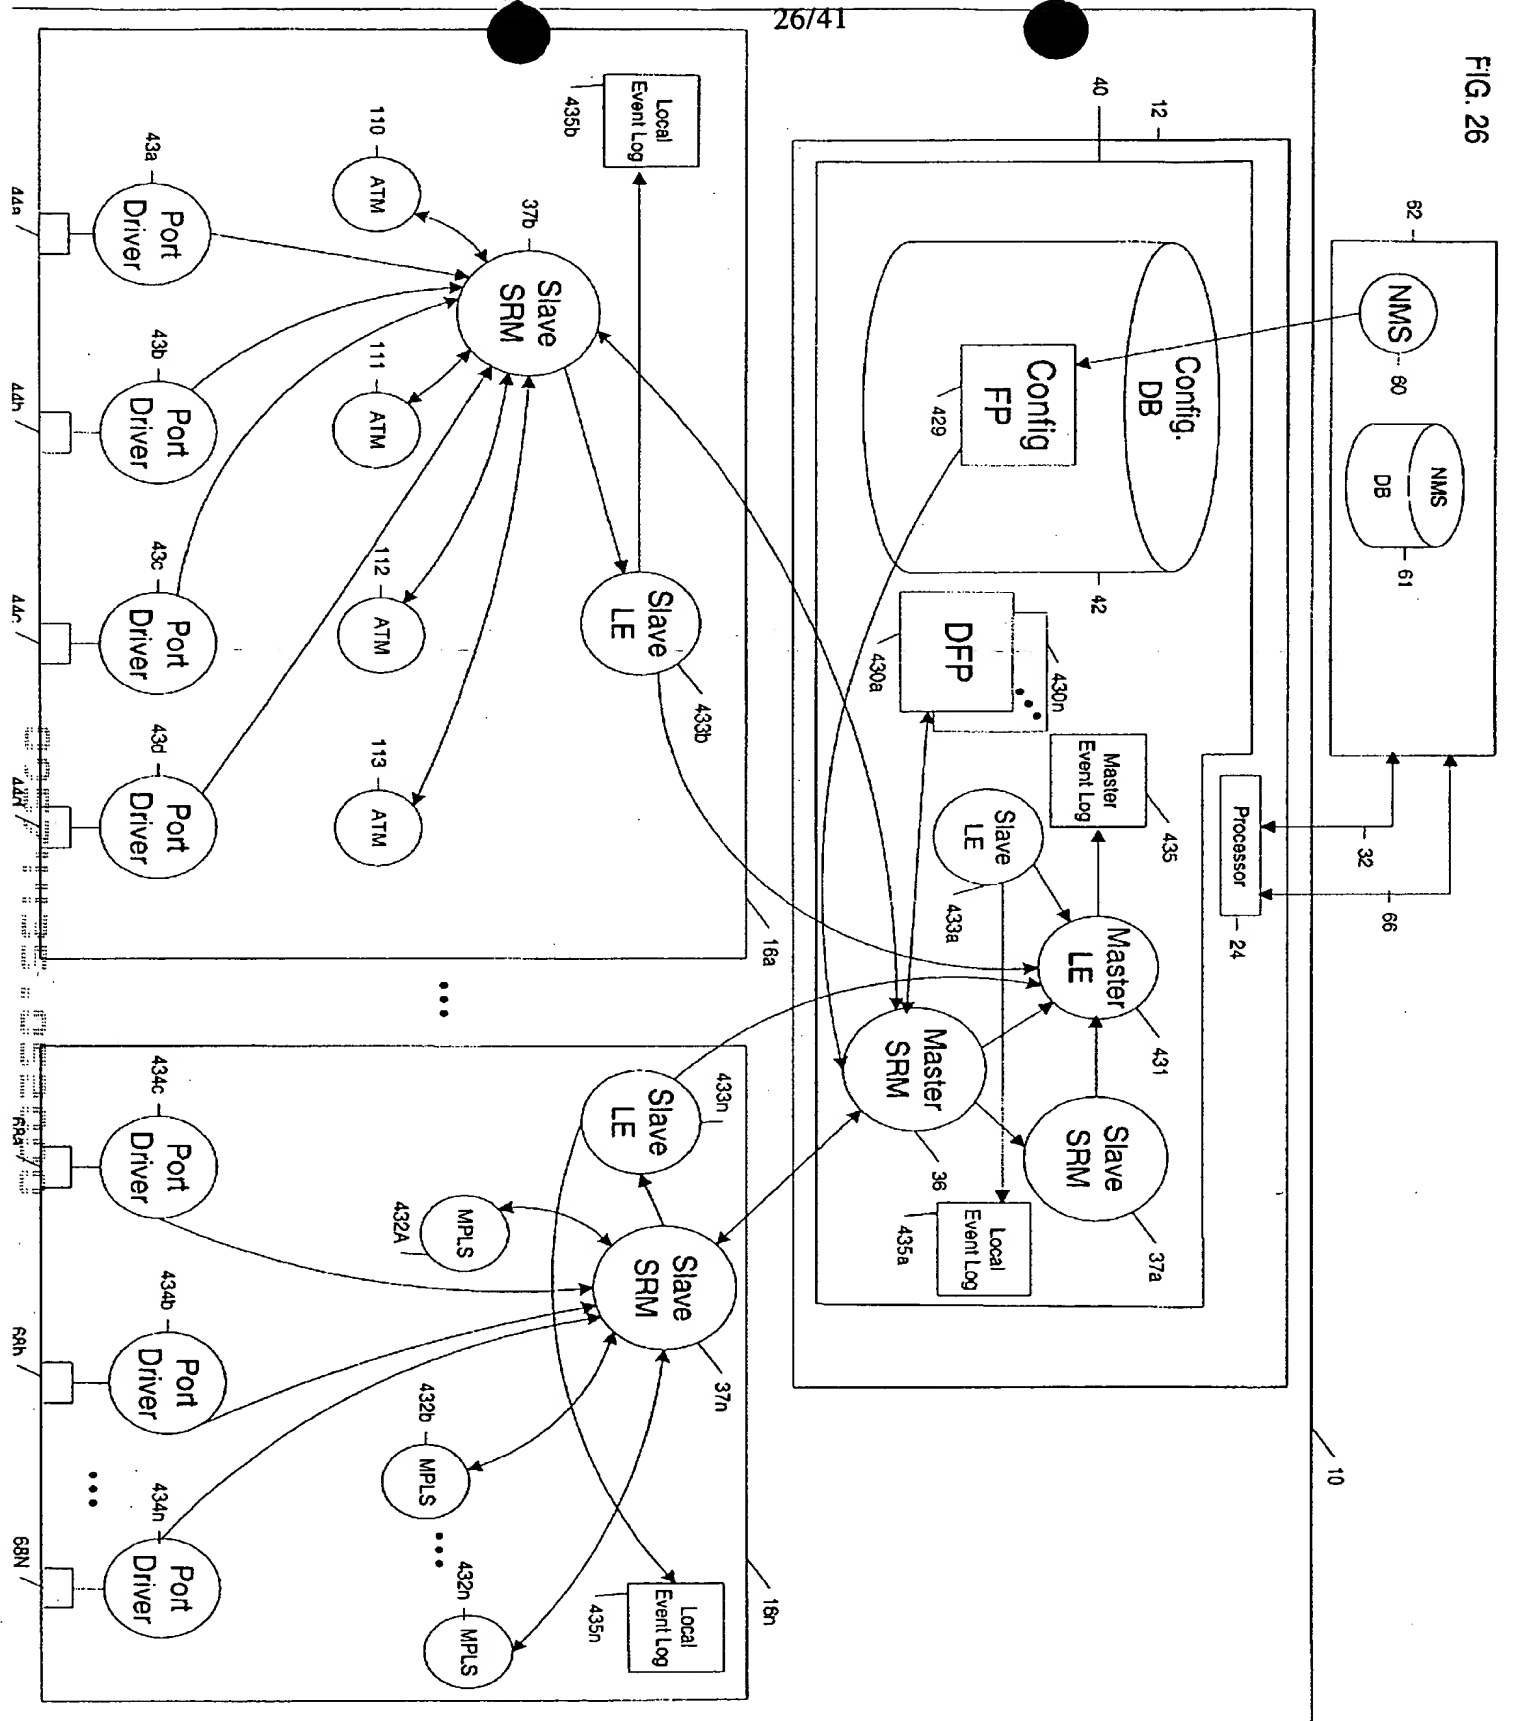 26/41
FIG. 26
62
NMS
60
NMS
DB
61
10
12
40
Config.
DB
42
Config
FP
429
DFP
430a
430n
Processor
24
32
66
Master
Event Log
435
Slave
LE
433a
Master
LE
431
Master
SRM
36
Slave
SRM
37a
Local
Event Log
435a
16a
Local
Event Log
435b
Slave
SRM
37b
Slave
LE
433b
110
ATM
111
ATM
112
ATM
113
ATM
43a
Port
Driver
43b
Port
Driver
43c
Port
Driver
43d
Port
Driver
44a
44b
44c
16n
Slave
LE
433n
Slave
SRM
37n
Local
Event Log
435n
MPLS
432A
432b
MPLS
432n
MPLS
434c
Port
Driver
434b
Port
Driver
434n
Port
Driver
68b
68N